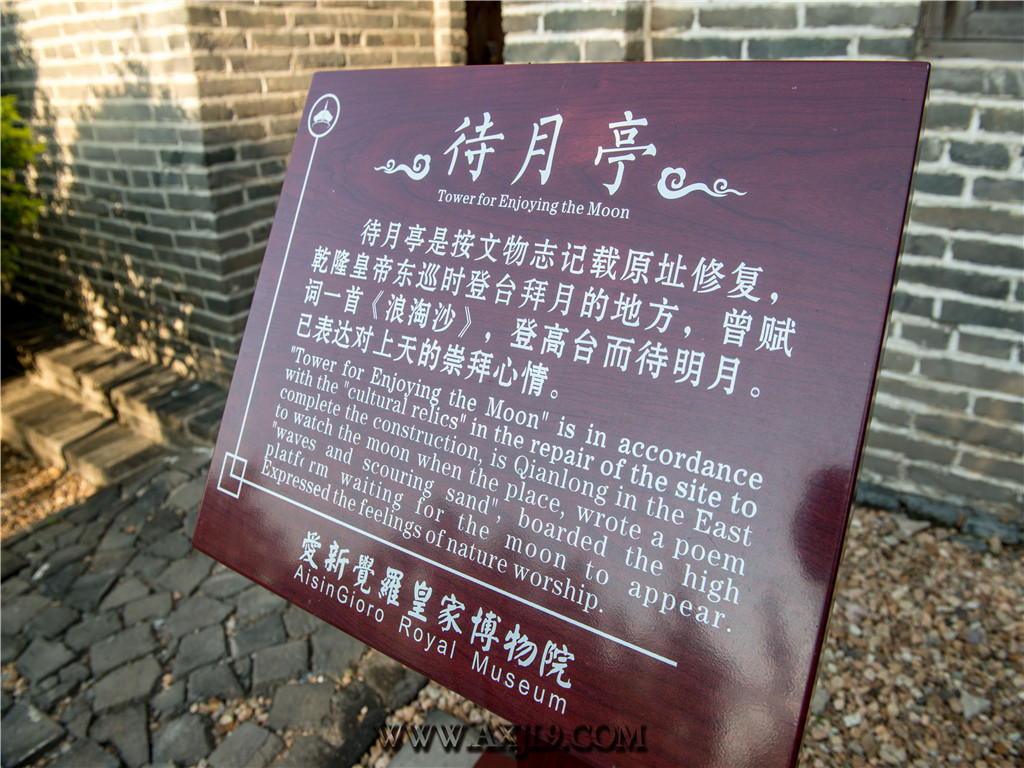 待月亭
Tower for Enjoying the Moon
待月亭是按文物志记载原址修复，
乾隆皇帝东巡时登台拜月的地方，曾赋
词一首《浪淘沙》，登高台而待明月。
已表达对上天的崇拜心情。
"Tower for Enjoying the Moon" is in accordance
with the "cultural relics" in the repair of the site to
complete the construction, is Qianlong in the East
to watch the moon when the place, wrote a poem
"waves and scouring sand", boarded the high
platform waiting for the moon to appear.
Expressed the feelings of nature worship.
愛新覺羅皇家博物院
AisinGioro Royal Museum
WWW.AXJL9.COM